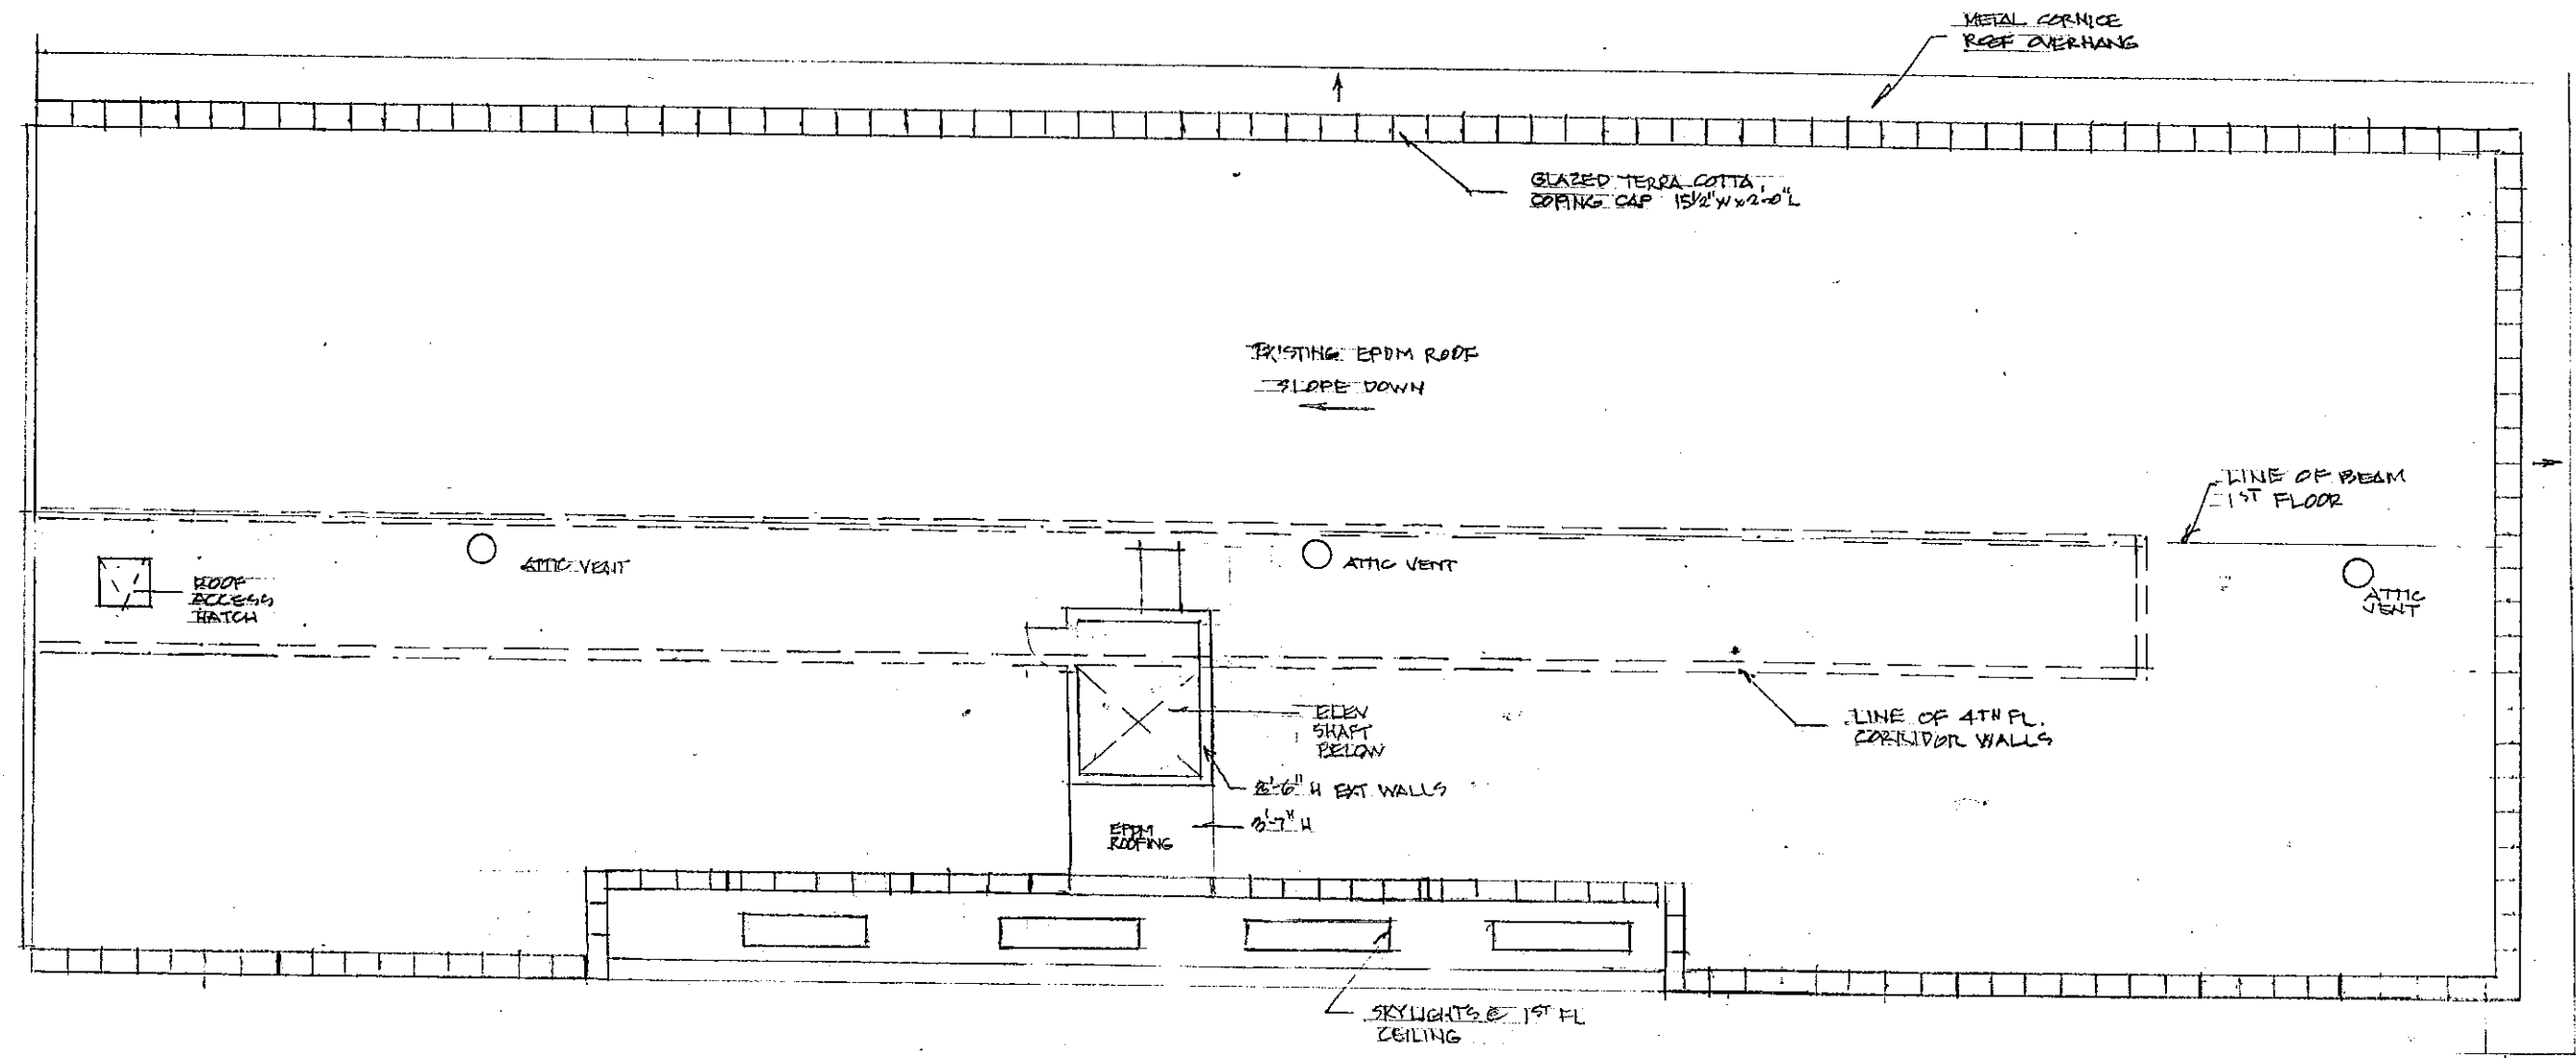 METAL CORNICE
ROOF OVERHANG
GLAZED TERRA COTTA
COPING CAP 15½"W x 2'-0"L
EXISTING EPDM ROOF
SLOPE DOWN
LINE OF BEAM
1ST FLOOR
ATTIC VENT
ATTIC VENT
ATTIC
VENT
ROOF
ACCESS
HATCH
ELEV
SHAFT
BELOW
LINE OF 4TH FL.
CORRIDOR WALLS
H EXT WALLS
3'-7" H
EPDM
ROOFING
SKYLIGHTS @ 1ST FL
CEILING